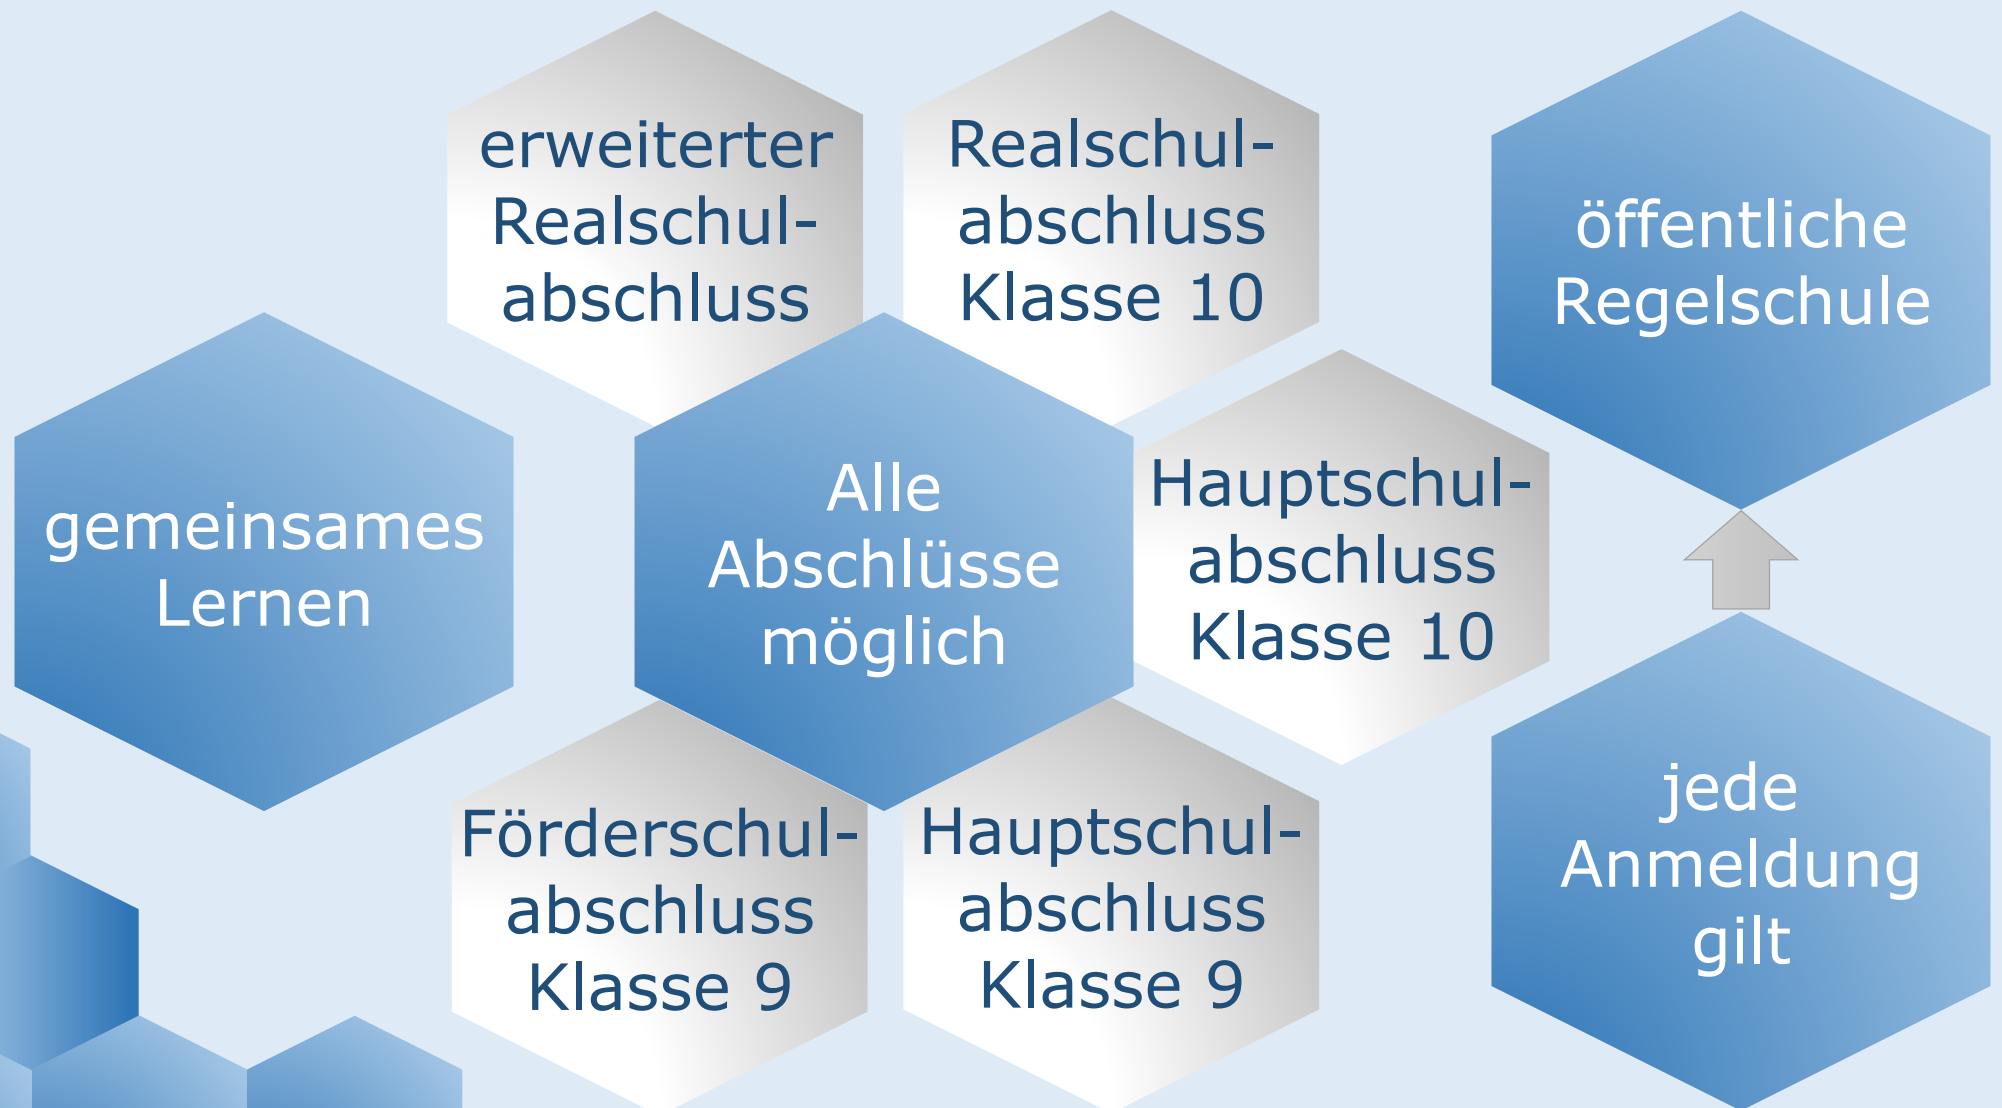 erweiterter
Realschul-
abschluss
Realschul-
abschluss
Klasse 10
öffentliche
Regelschule
gemeinsames
Lernen
Alle
Abschlüsse
möglich
Hauptschul-
abschluss
Klasse 10
Förderschul-
abschluss
Klasse 9
Hauptschul-
abschluss
Klasse 9
jede
Anmeldung
gilt